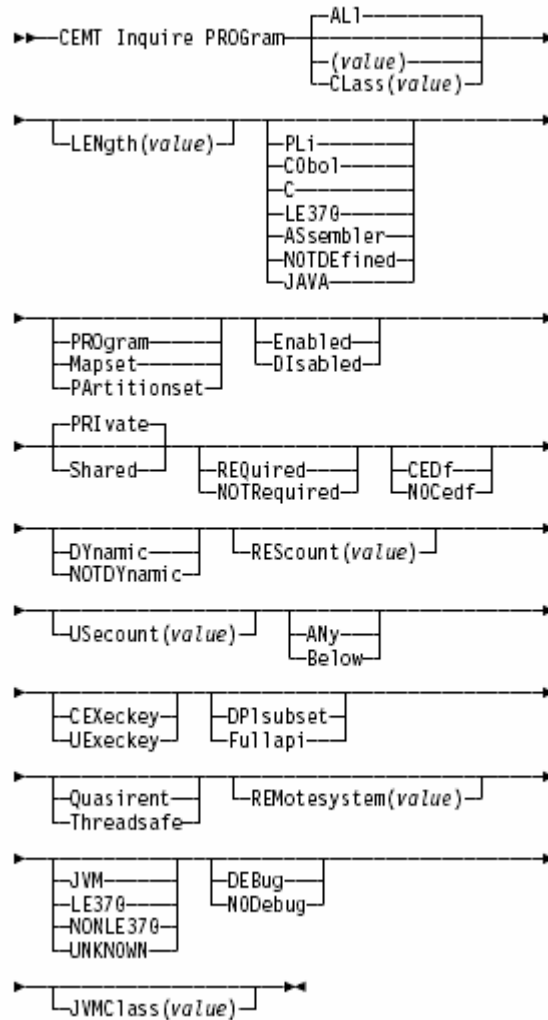 ALl
CEMT Inquire PROGram
(value)
CLass(value)
LENgth(value)
PLi
CObol
C
LE370
ASsembler
NOTDEfined
JAVA
PROgram
Mapset
PArtitionset
Enabled
DIsabled
PRIvate
Shared
REQuired
NOTRequired
CEDf
NOCedf
DYnamic
NOTDYnamic
REScount(value)
USecount(value)
ANy
Below
CEXeckey
UExeckey
DPlsubset
Fullapi
Quasirent
Threadsafe
REMotesystem(value)
JVM
LE370
NONLE370
UNKNOWN
DEBug
NODebug
JVMClass(value)